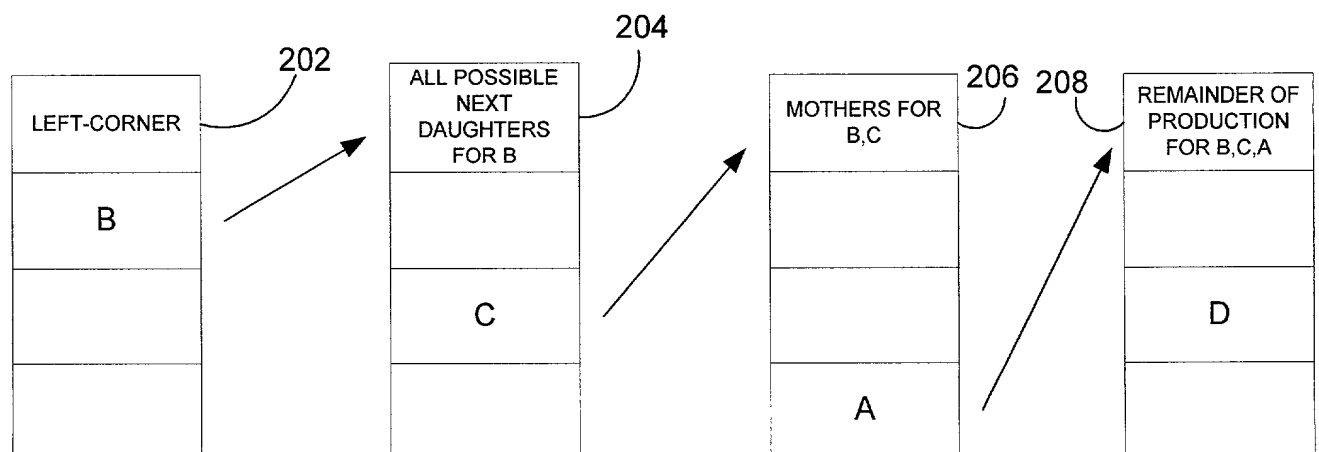 202
LEFT-CORNER
B
204
ALL POSSIBLE
NEXT
DAUGHTERS
FOR B
C
206
MOTHERS FOR
B,C
A
208
REMAINDER OF
PRODUCTION
FOR B,C,A
D